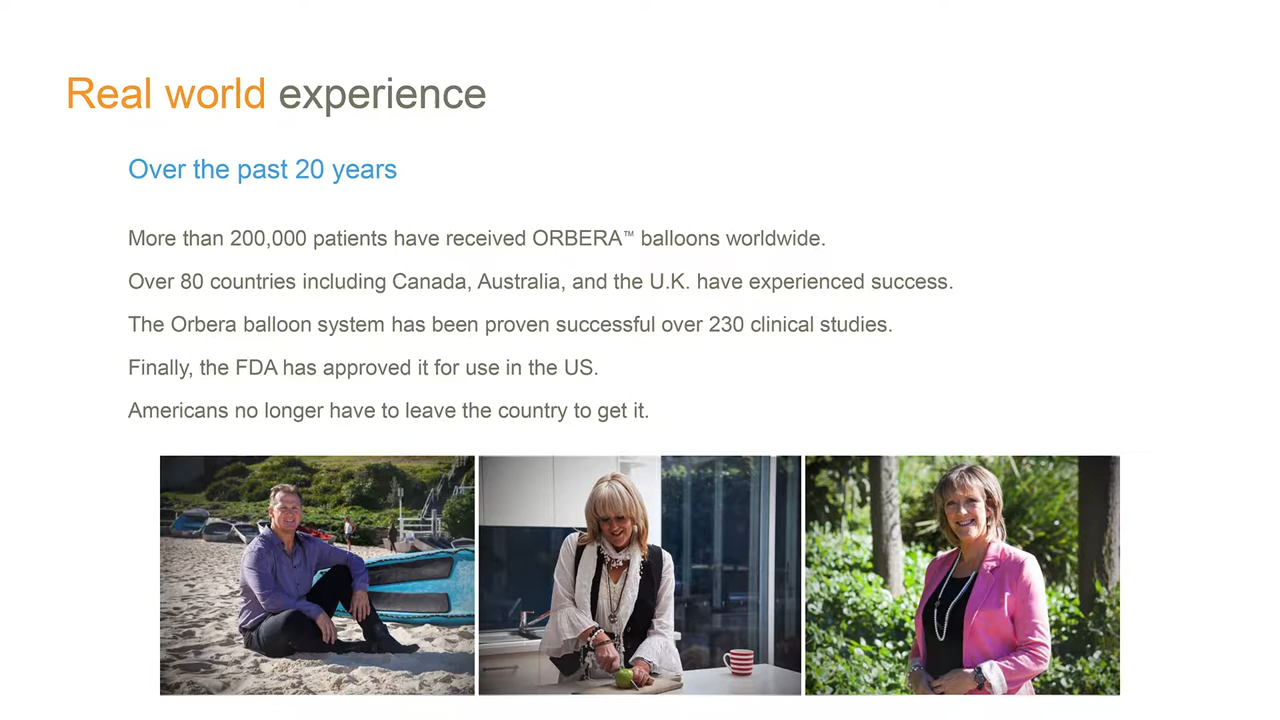 Real world experience
Over the past 20 years
More than 200,000 patients have received ORBERA™ balloons worldwide.
Over 80 countries including Canada, Australia, and the U.K. have experienced success.
The Orbera balloon system has been proven successful over 230 clinical studies.
Finally, the FDA has approved it for use in the US.
Americans no longer have to leave the country to get it.